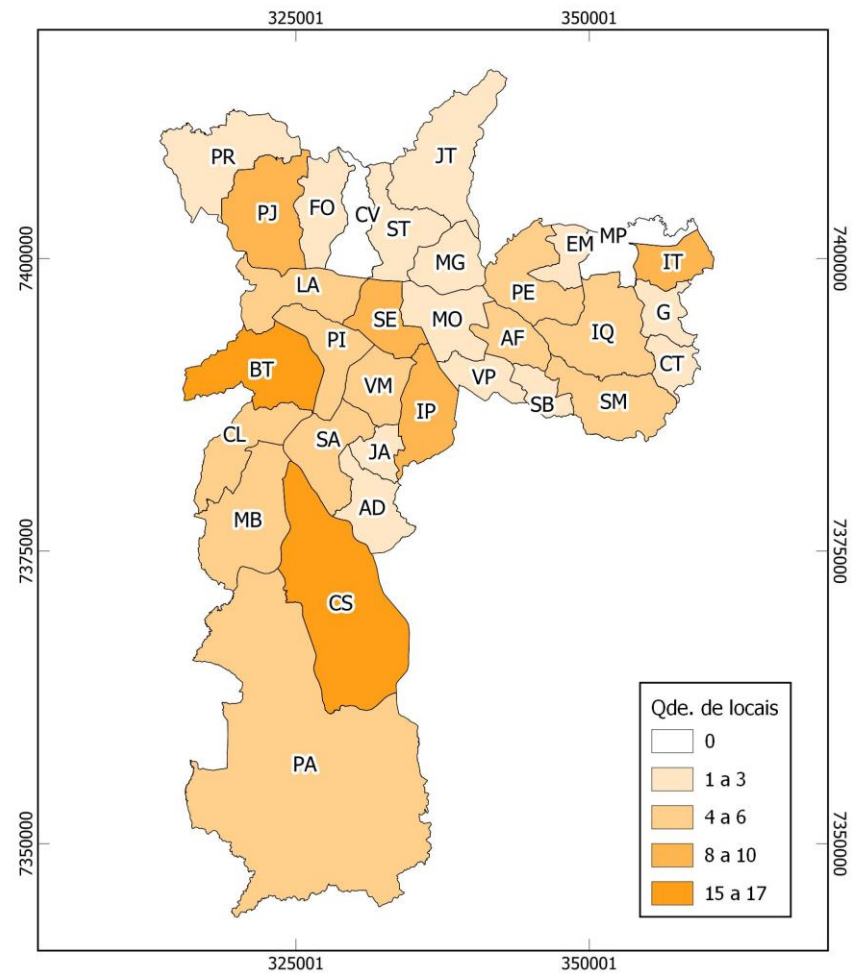 325001 350001
PR
JT
PJ
FO
CV
ST
EM
MP
7400000
MG
IT
7400000
LA
PE
G
SE
MO
AF
IQ
PI
BT
VM
VP
CT
IP
SB
SM
CL
SA
JA
AD
MB
7375000
7375000
CS
PA
Qde. de locais
0
1 a 3
4 a 6
8 a 10
15 a 17
7350000
7350000
325001 350001